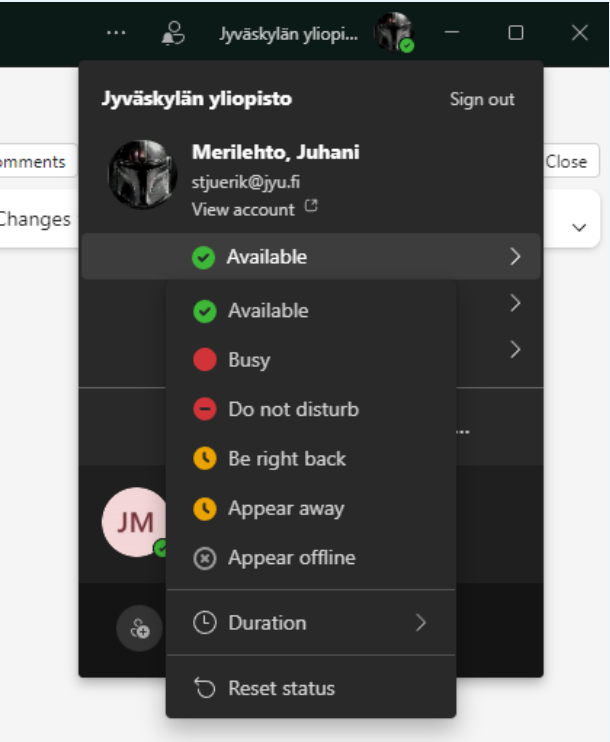 Jyväskylän yliopi...
Jyväskylän yliopisto
Sign out
Merilehto, Juhani
stjuerik@jyu.fi
View account
omments
Close
Changes
Available
Available
Busy
Do not disturb
...
Be right back
Appear away
JM
Appear offline
Duration
Reset status